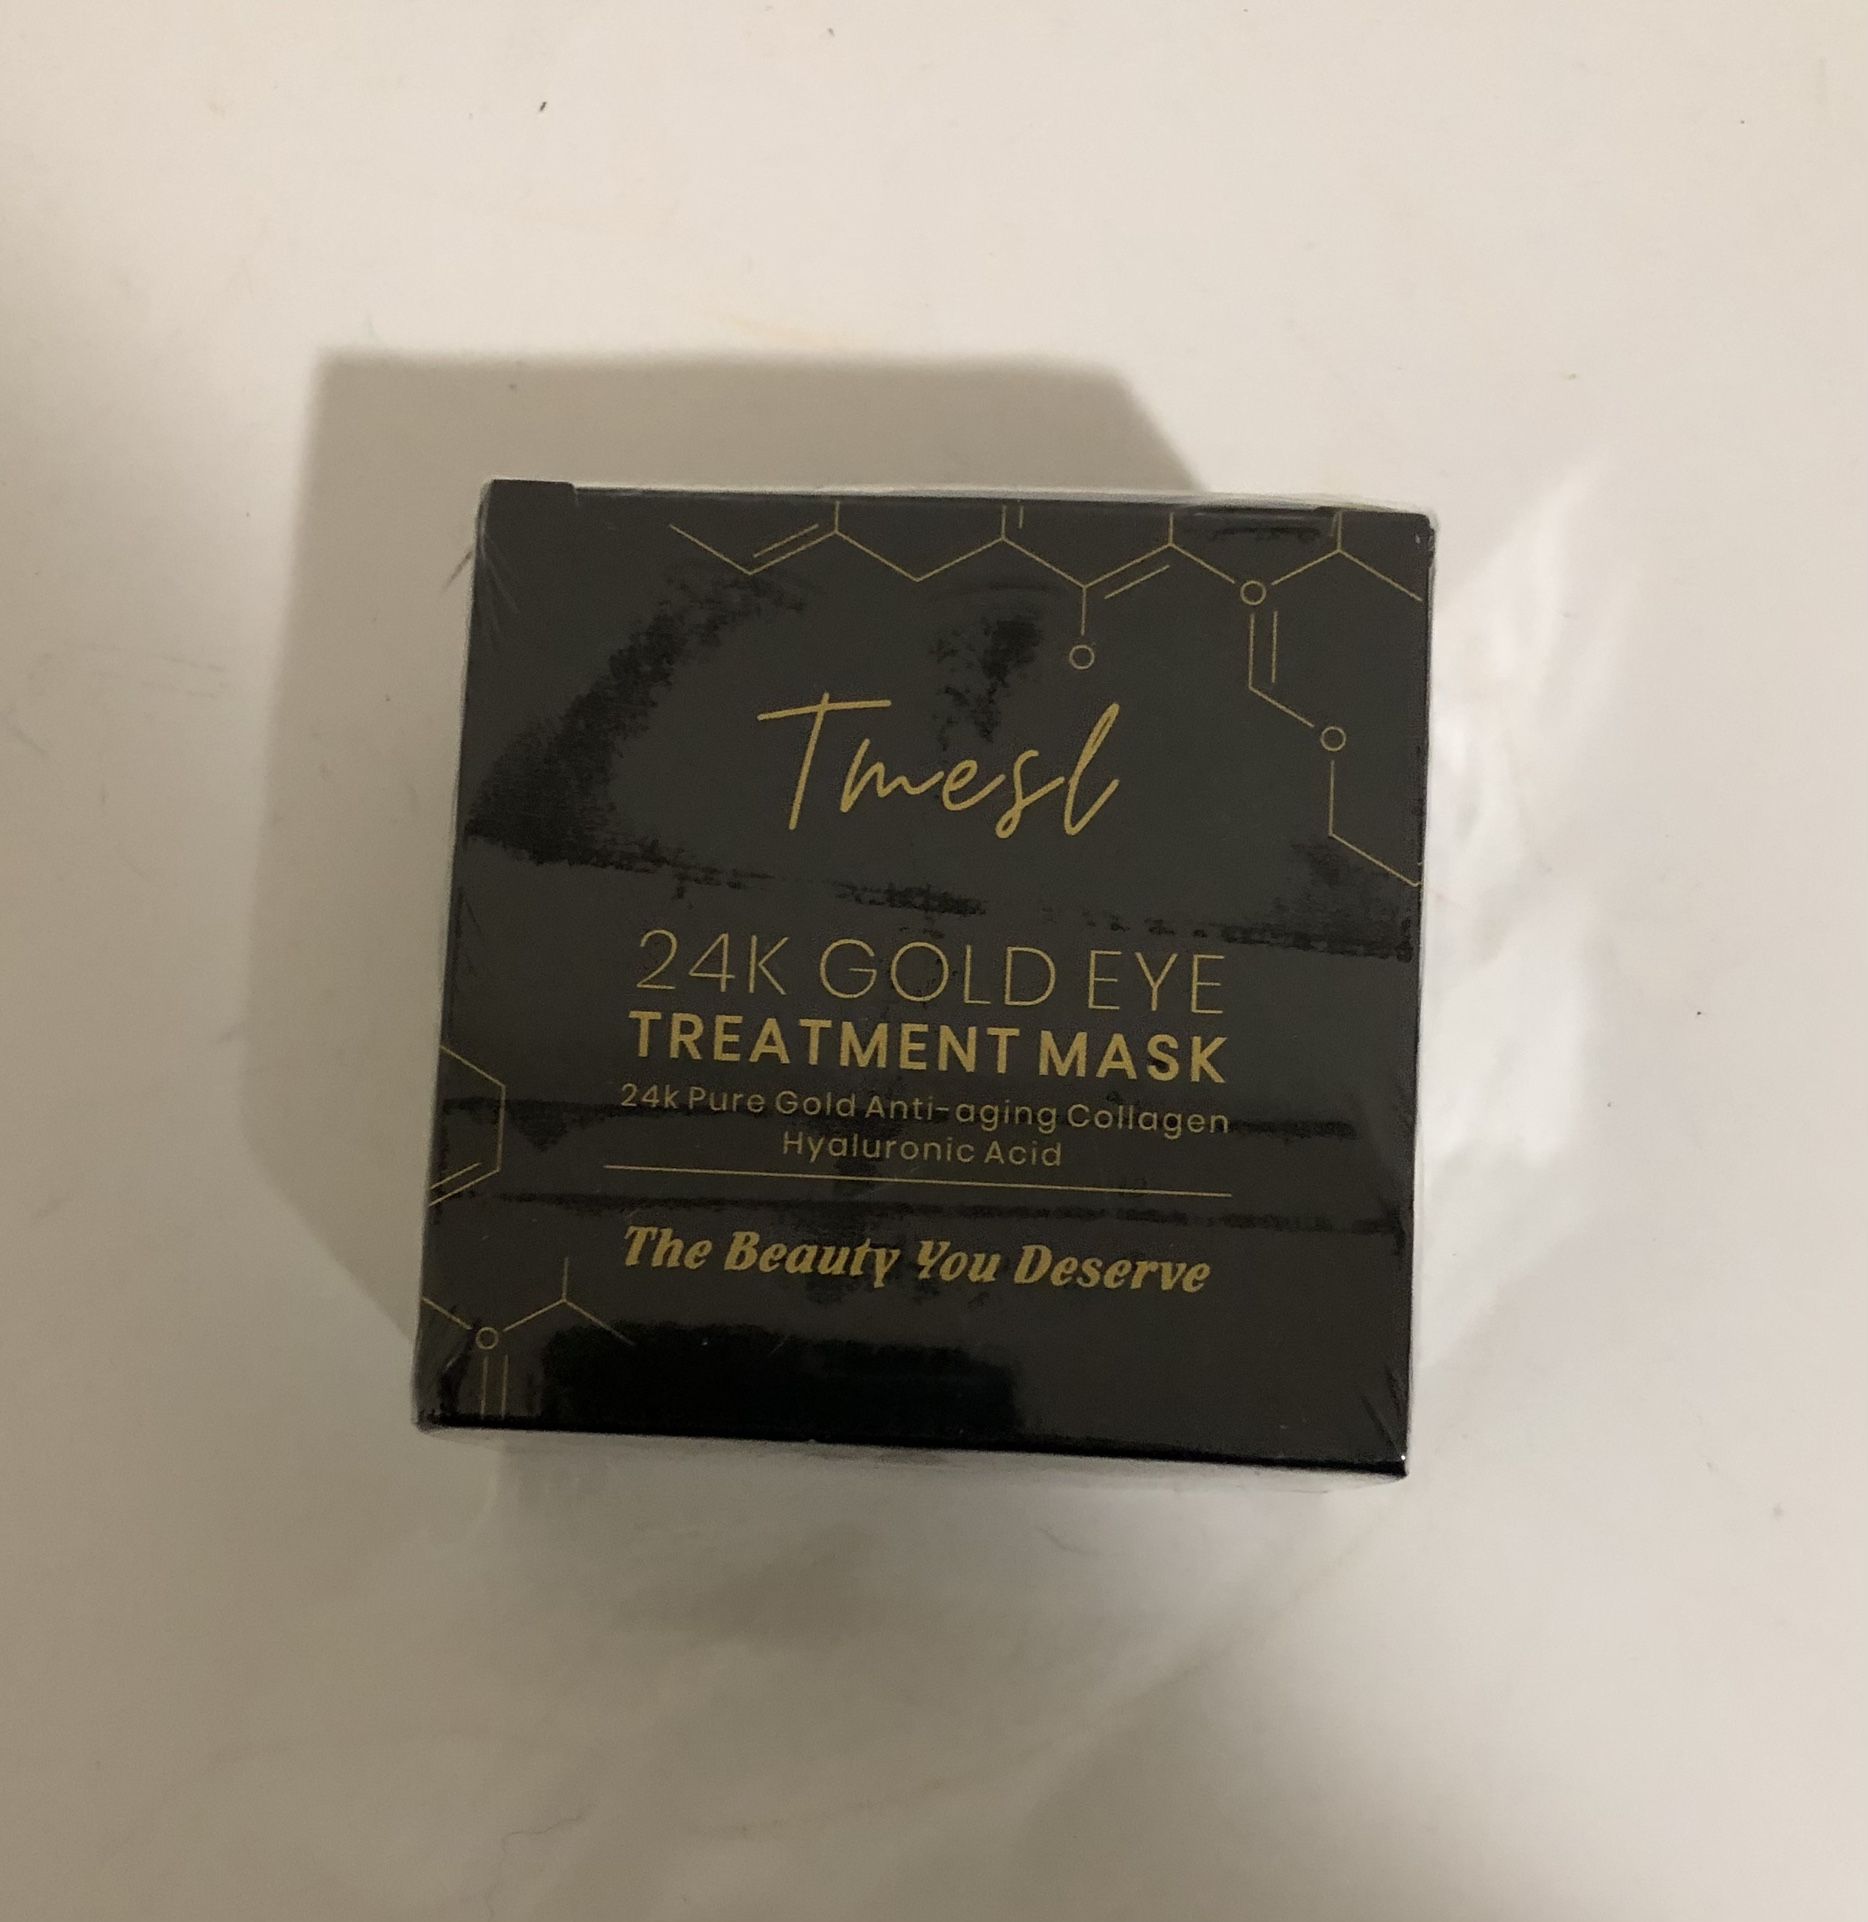 Tmesl
24K GOLD EYE
TREATMENT MASK
24k Pure Gold Anti-aging Collagen
Hyaluronic Acid
The Beauty You Deserve